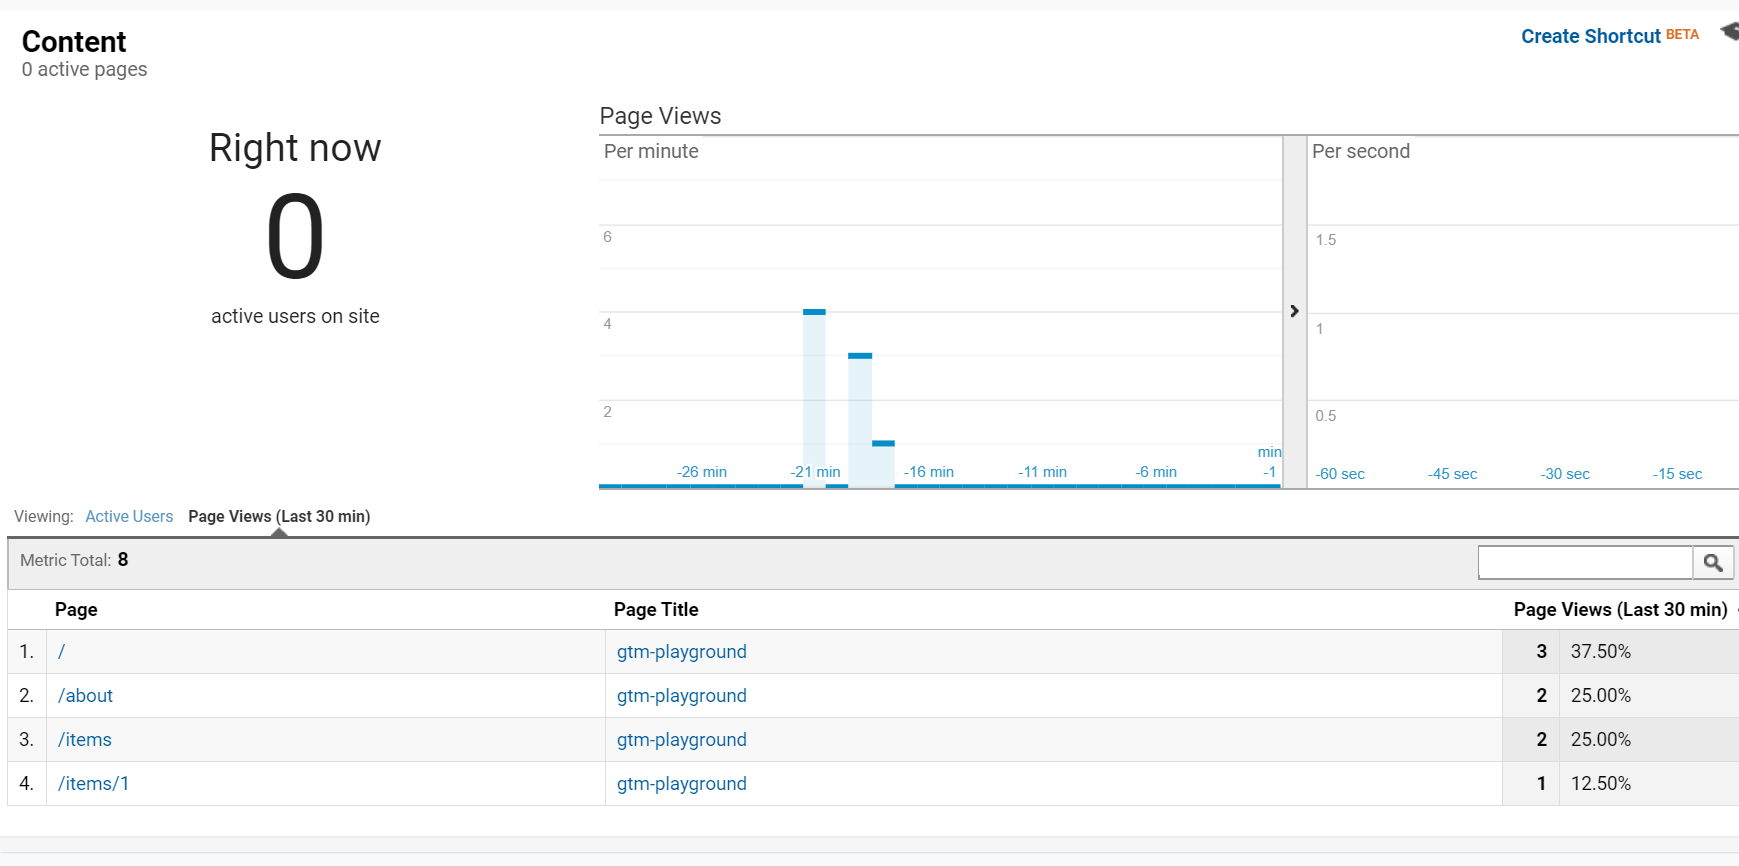 Content
0 active pages
Create Shortcut BETA
Right now
0
active users on site
Page Views
Per minute
6
4
2
-26 min
-21 min
-16 min
-11 min
-6 min
min
-1
Per second
1.5
1
0.5
-60 sec
-45 sec
-30 sec
-15 sec
Viewing: Active Users Page Views (Last 30 min)
Metric Total: 8
Page Page Title Page Views (Last 30 min)
1. / gtm-playground 3 37.50%
2. /about gtm-playground 2 25.00%
3. /items gtm-playground 2 25.00%
4. /items/1 gtm-playground 1 12.50%